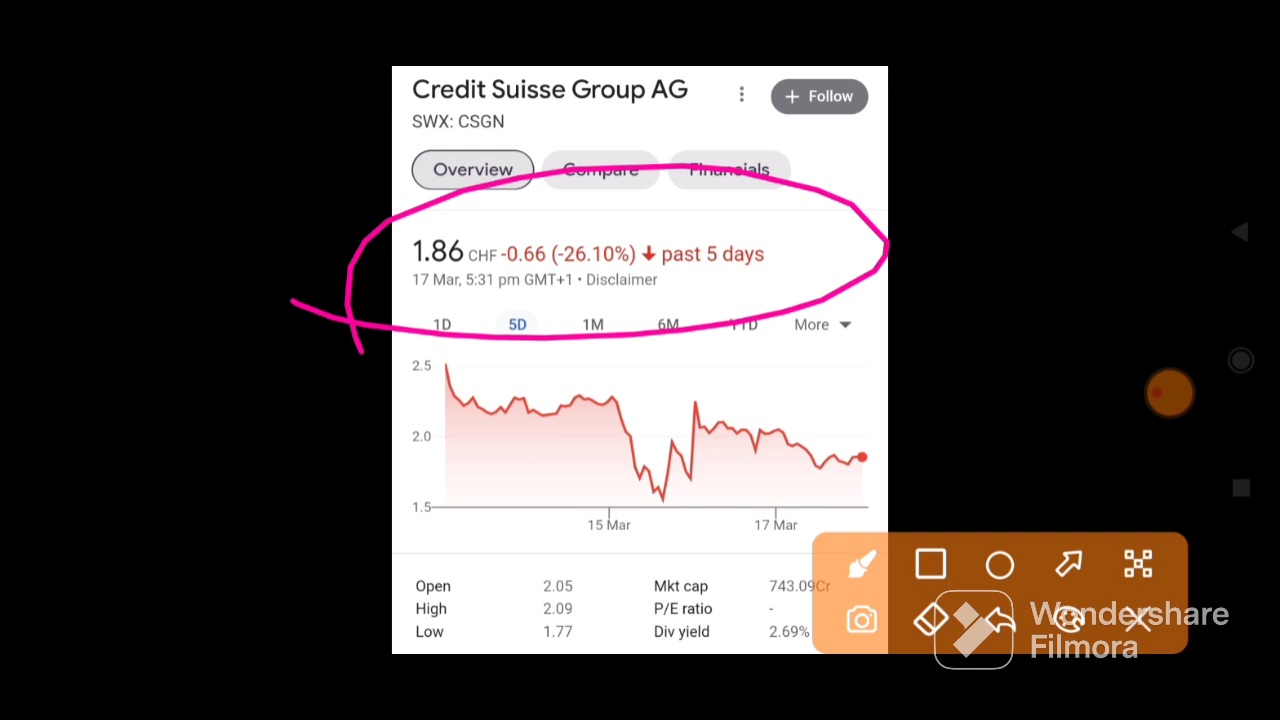 Credit Suisse Group AG
+ Follow
SWX: CSGN
Overview Compare Financials
1.86 CHF -0.66 (-26.10%) past 5 days
17 Mar, 5:31 pm GMT+1 • Disclaimer
1D 5D 1M 6M YTD More
2.5
2.0
1.5
15 Mar 17 Mar
Open 2.05 Mkt cap 743.09Cr
High 2.09 P/E ratio -
Low 1.77 Div yield 2.69%
Wondershare
Filmora